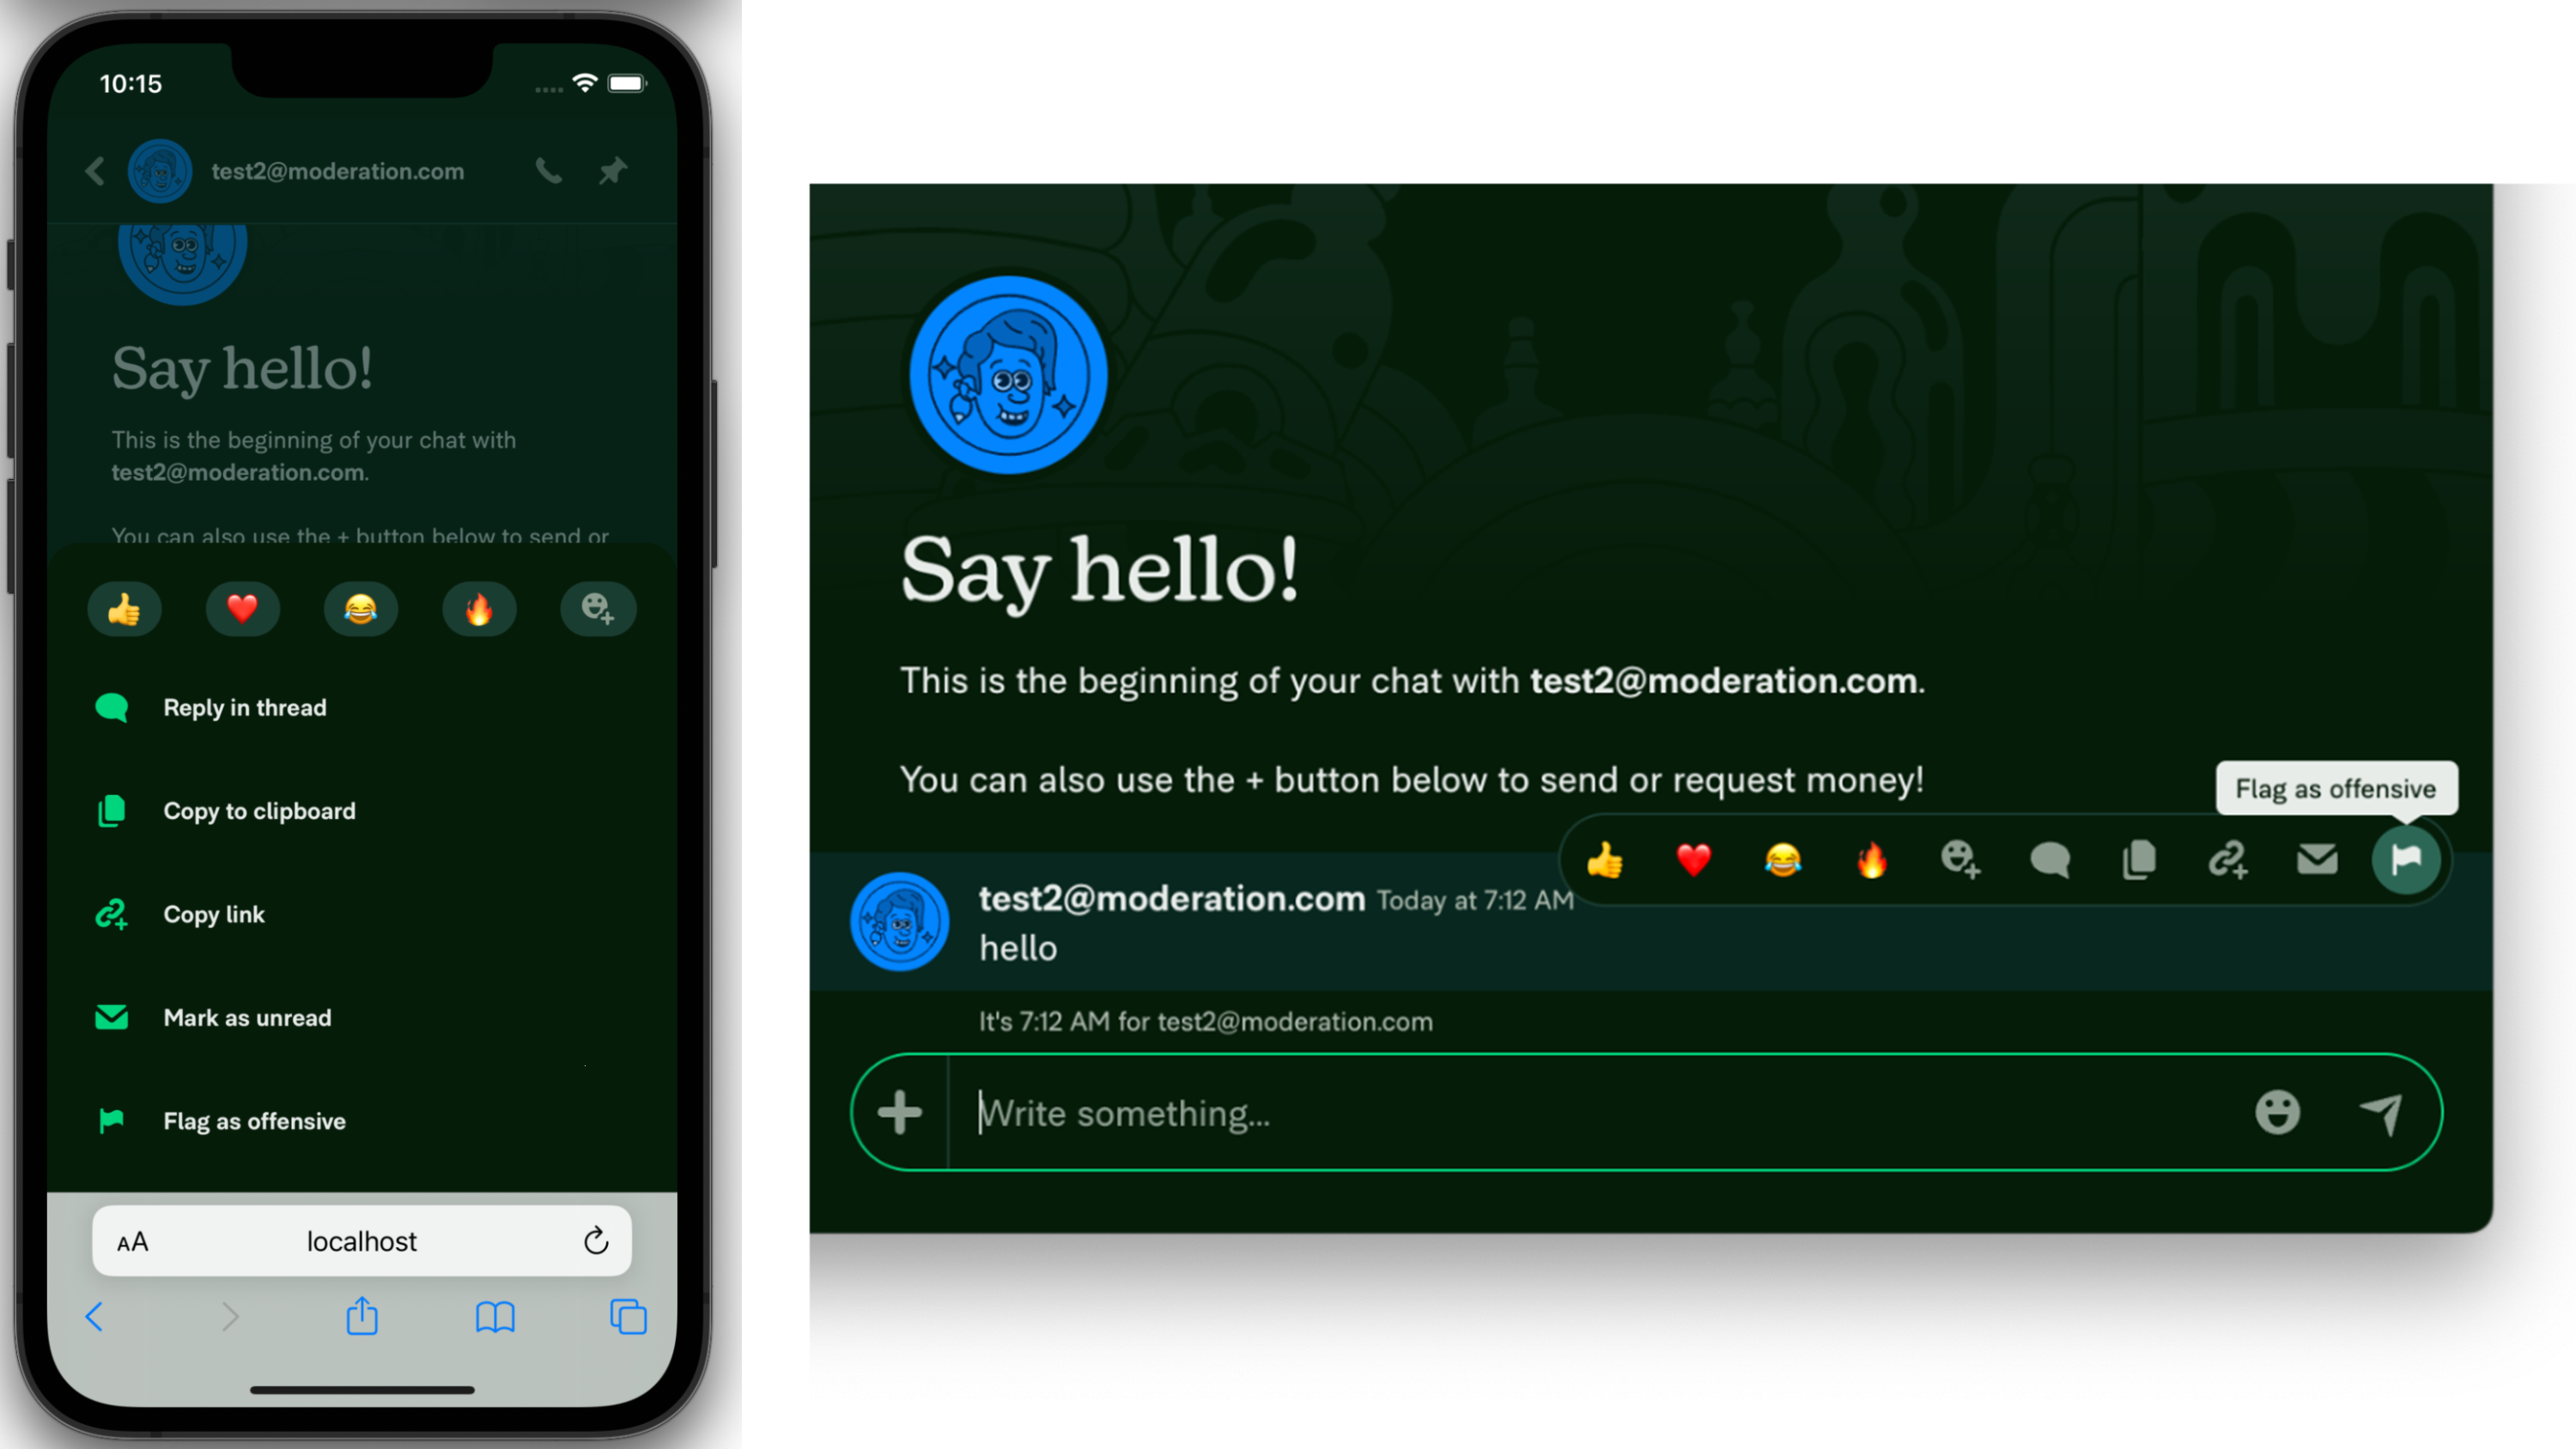 10:15
test2@moderation.com
Say hello!
This is the beginning of your chat with
test2@moderation.com.
You can also use the + button below to send or
Reply in thread
Copy to clipboard
Copy link
Mark as unread
Flag as offensive
AA
localhost
Say hello!
This is the beginning of your chat with test2@moderation.com.
You can also use the + button below to send or request money!
Flag as offensive
test2@moderation.com Today at 7:12 AM
hello
It's 7:12 AM for test2@moderation.com
Write something...